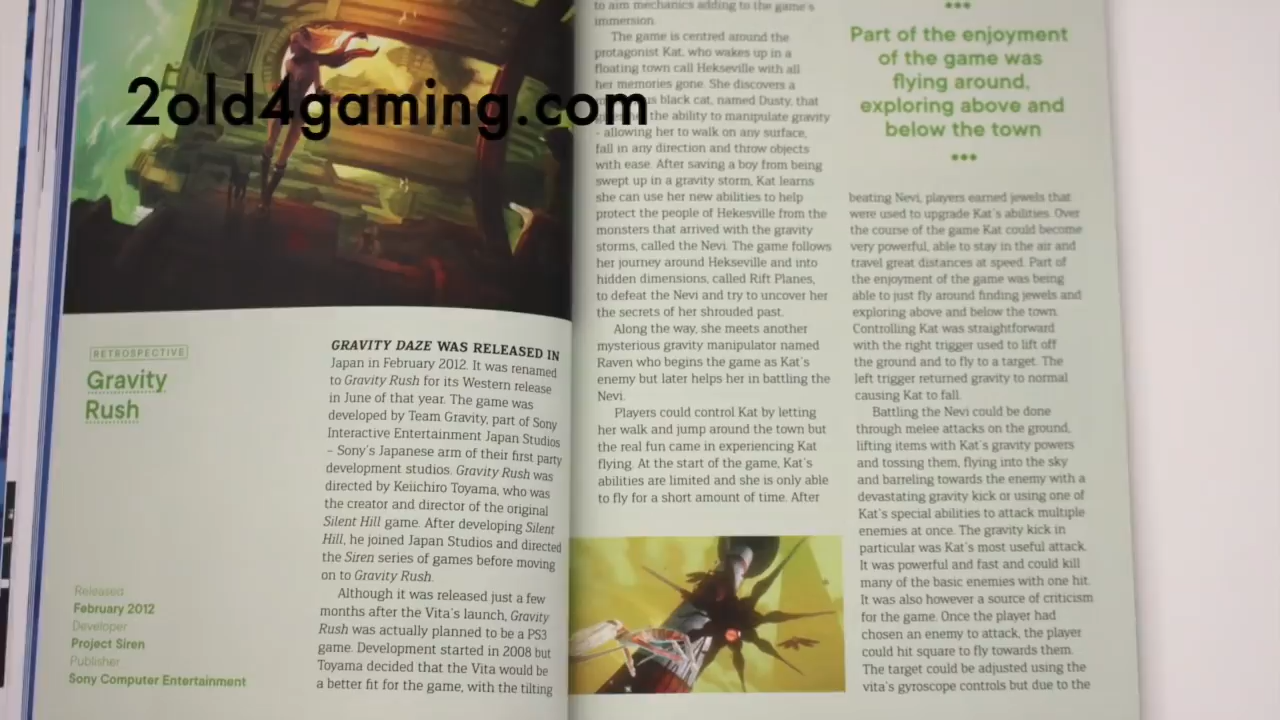 2old4gaming.com
RETROSPECTIVE
Gravity
Rush
Released
February 2012
Developer
Project Siren
Publisher
Sony Computer Entertainment
GRAVITY DAZE WAS RELEASED IN
Japan in February 2012. It was renamed
to Gravity Rush for its Western release
in June of that year. The game was
developed by Team Gravity, part of Sony
Interactive Entertainment Japan Studios
– Sony's Japanese arm of their first party
development studios. Gravity Rush was
directed by Keiichiro Toyama, who was
the creator and director of the original
Silent Hill game. After developing Silent
Hill, he joined Japan Studios and directed
the Siren series of games before moving
on to Gravity Rush.
Although it was released just a few
months after the Vita's launch, Gravity
Rush was actually planned to be a PS3
game. Development started in 2008 but
Toyama decided that the Vita would be
a better fit for the game, with the tilting
to aim mechanics adding to the game's
immersion.
The game is centred around the
protagonist Kat, who wakes up in a
floating town call Hekseville with all
her memories gone. She discovers a
black cat, named Dusty, that
the ability to manipulate gravity
- allowing her to walk on any surface,
fall in any direction and throw objects
with ease. After saving a boy from being
swept up in a gravity storm, Kat learns
she can use her new abilities to help
protect the people of Hekesville from the
monsters that arrived with the gravity
storms, called the Nevi. The game follows
her journey around Hekseville and into
hidden dimensions, called Rift Planes,
to defeat the Nevi and try to uncover her
the secrets of her shrouded past.
Along the way, she meets another
mysterious gravity manipulator named
Raven who begins the game as Kat's
enemy but later helps her in battling the
Nevi.
Players could control Kat by letting
her walk and jump around the town but
the real fun came in experiencing Kat
flying. At the start of the game, Kat's
abilities are limited and she is only able
to fly for a short amount of time. After
Part of the enjoyment
of the game was
flying around,
exploring above and
below the town
beating Nevi, players earned jewels that
were used to upgrade Kat's abilities. Over
the course of the game Kat could become
very powerful, able to stay in the air and
travel great distances at speed. Part of
the enjoyment of the game was being
able to just fly around finding jewels and
exploring above and below the town.
Controlling Kat was straightforward
with the right trigger used to lift off
the ground and to fly to a target. The
left trigger returned gravity to normal
causing Kat to fall.
Battling the Nevi could be done
through melee attacks on the ground,
lifting items with Kat's gravity powers
and tossing them, flying into the sky
and barreling towards the enemy with a
devastating gravity kick or using one of
Kat's special abilities to attack multiple
enemies at once. The gravity kick in
particular was Kat's most useful attack.
It was powerful and fast and could kill
many of the basic enemies with one hit.
It was also however a source of criticism
for the game. Once the player had
chosen an enemy to attack, the player
could hit square to fly towards them.
The target could be adjusted using the
vita's gyroscope controls but due to the